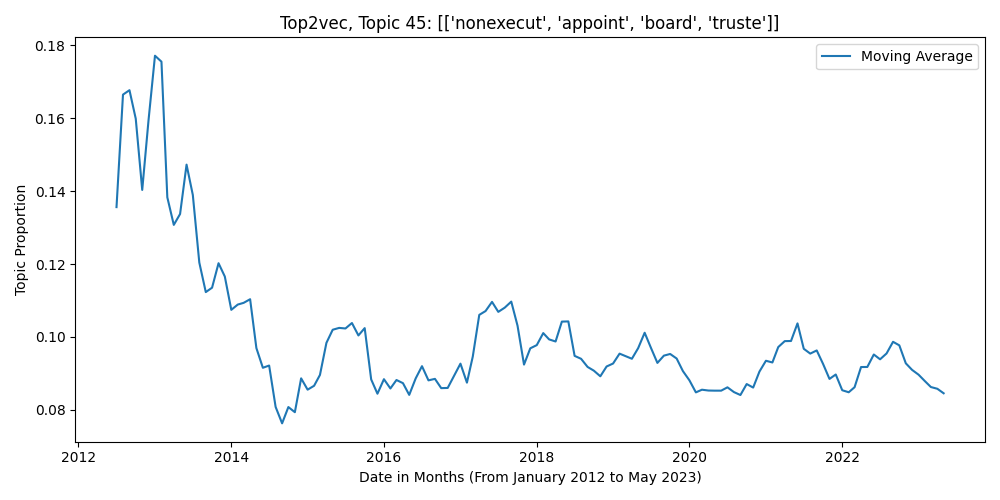 Top2vec, Topic 45: [['nonexecut', 'appoint', 'board', 'truste']]
Moving Average
0.18
0.16
0.14
0.12
0.10
0.08
Topic Proportion
2012 2014 2016 2018 2020 2022
Date in Months (From January 2012 to May 2023)